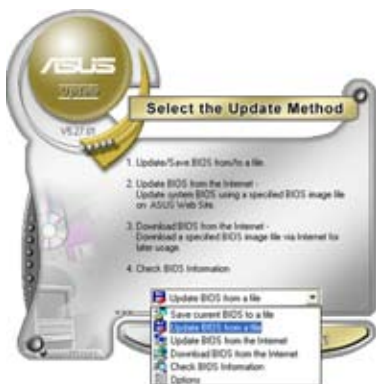 ASUS
Update
V5.27.01
Select the Update Method
1. Update/Save BIOS from/to a file.
2. Update BIOS from the Internet -
Update system BIOS using a specified BIOS image file
on ASUS Web Site.
3. Download BIOS from the Internet -
Download a specified BIOS image file via Internet for
later usage.
4. Check BIOS Information
Update BIOS from a file
Save current BIOS to a file
Update BIOS from a file
Update BIOS from the Internet
Download BIOS from the Internet
Check BIOS Information
Options